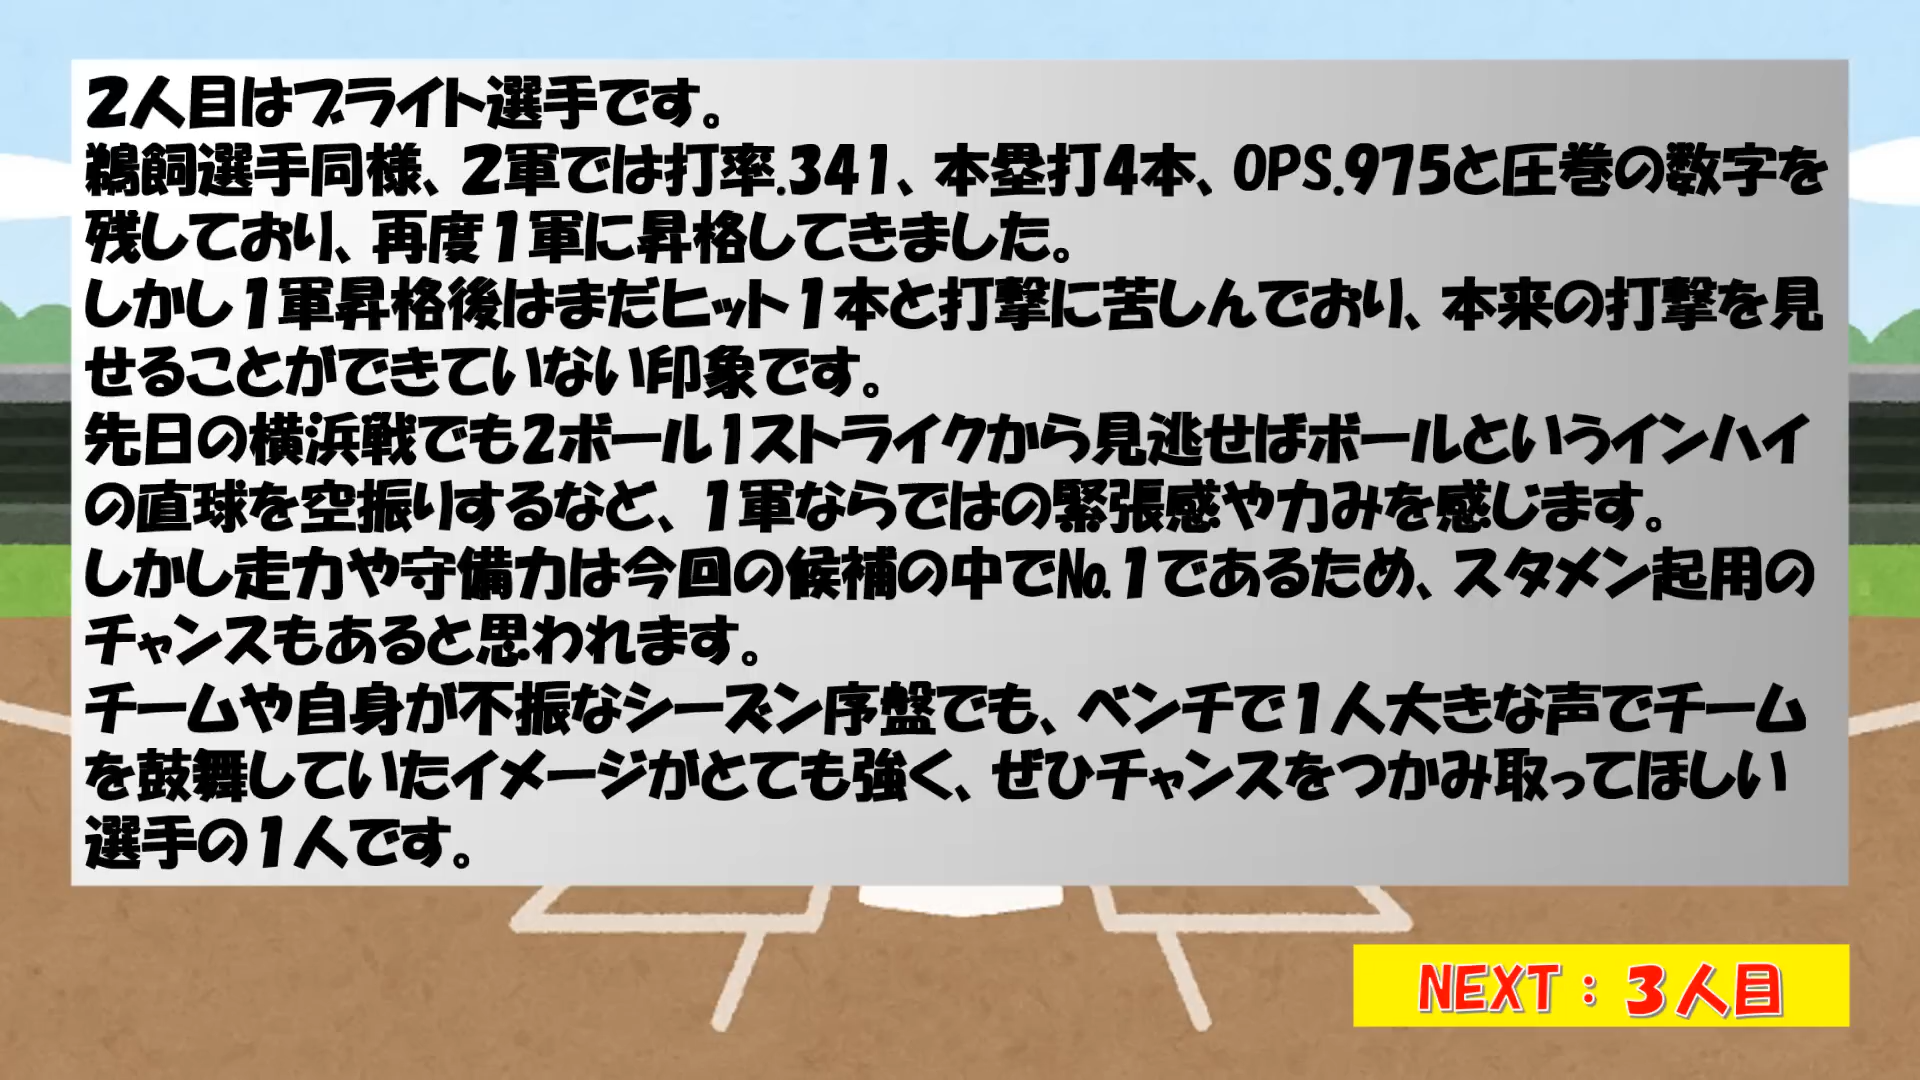 ２人目はブライト選手です。
鵜飼選手同様、２軍では打率.341、本塁打4本、OPS.975と圧巻の数字を
残しており、再度１軍に昇格してきました。
しかし１軍昇格後はまだヒット１本と打撃に苦しんでおり、本来の打撃を見
せることができていない印象です。
先日の横浜戦でも2ボール1ストライクから見逃せばボールというインハイ
の直球を空振りするなど、１軍ならではの緊張感や力みを感じます。
しかし走力や守備力は今回の候補の中で№１であるため、スタメン起用の
チャンスもあると思われます。
チームや自身が不振なシーズン序盤でも、ベンチで１人大きな声でチーム
を鼓舞していたイメージがとても強く、ぜひチャンスをつかみ取ってほしい
選手の１人です。
NEXT：３人目